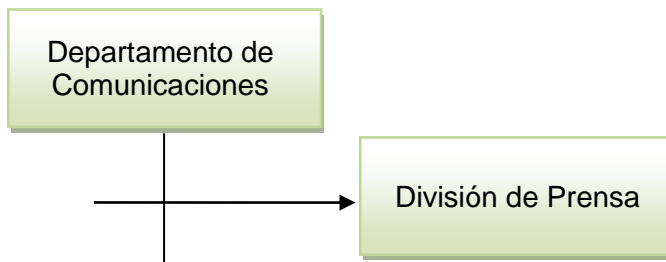 Departamento de
Comunicaciones
División de Prensa